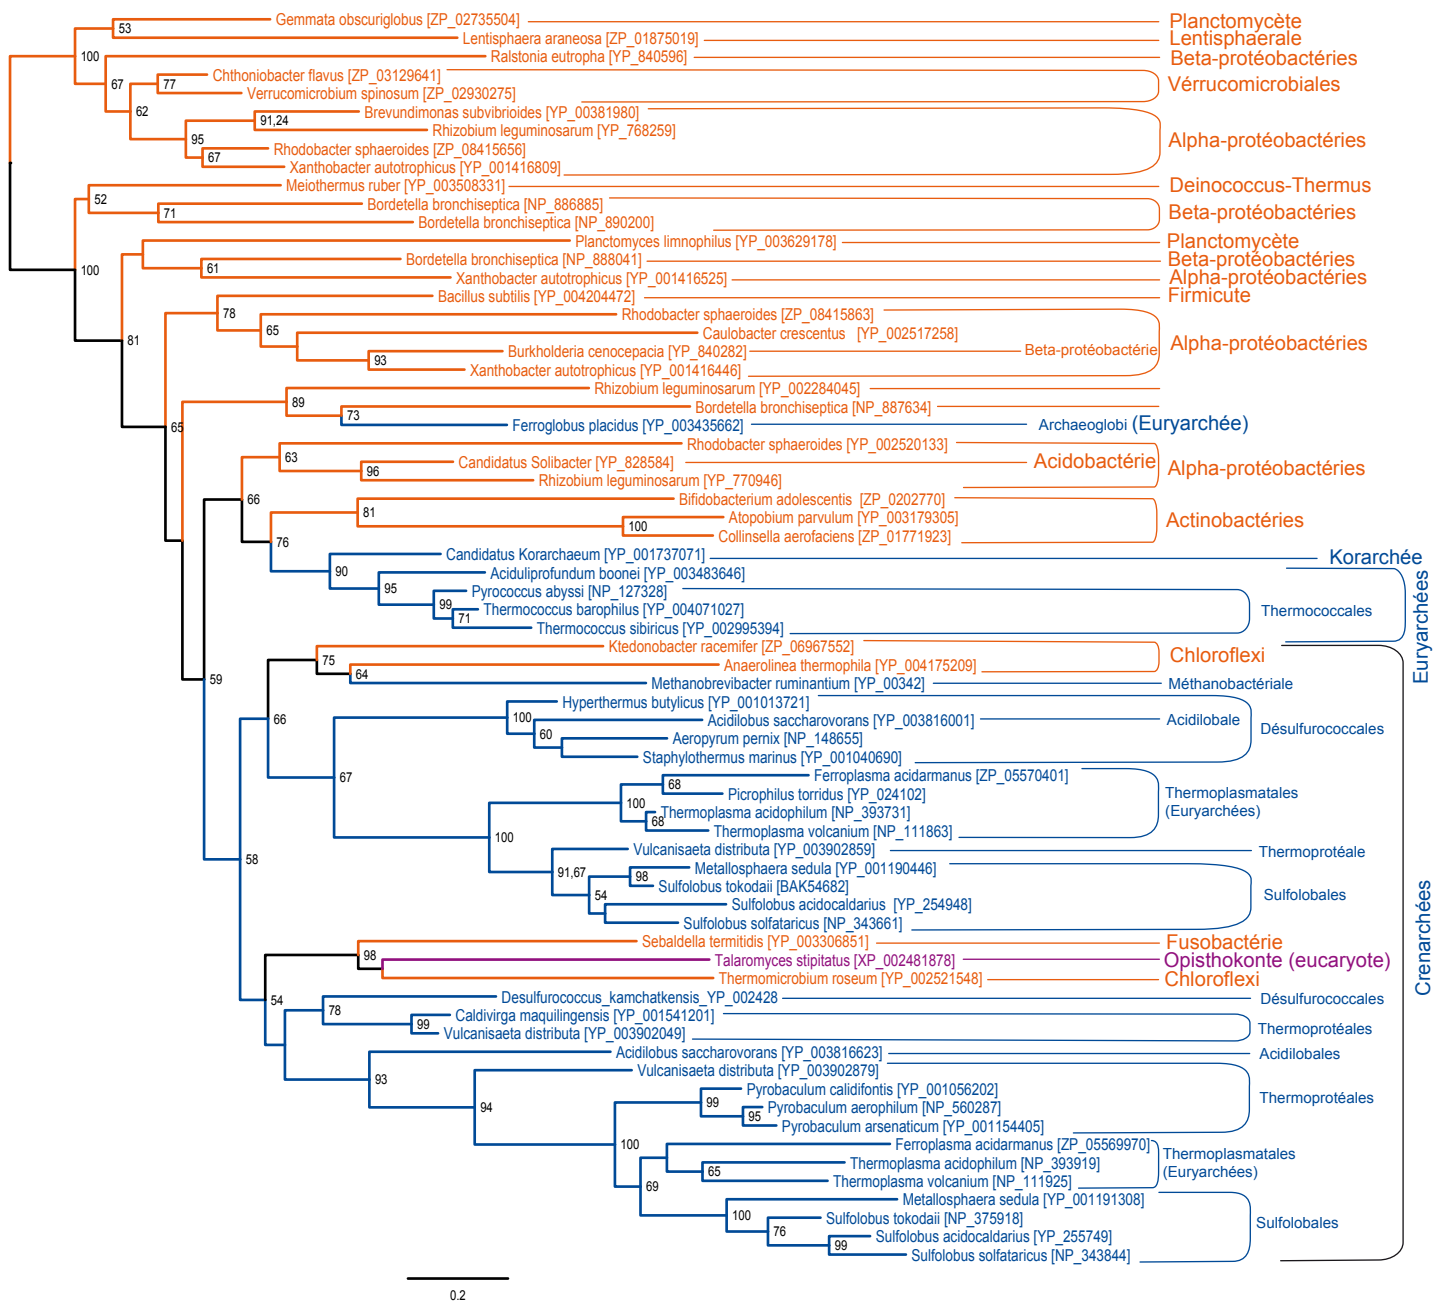 Gemmata obscuriglobus [ZP_02735504] Planctomycète
53
Lentisphaera araneosa [ZP_01875019] Lentisphaerale
100
Ralstonia eutropha [YP_840596] Beta-protéobactéries
67
Chthoniobacter flavus [ZP_03129641]
77
Vérrucomicrobiales
Verrucomicrobium spinosum [ZP_02930275]
62
Brevundimonas subvibrioides [YP_00381980]
91,24
Rhizobium leguminosarum [YP_768259]
95
Alpha-protéobactéries
Rhodobacter sphaeroides [ZP_08415656]
67
Xanthobacter autotrophicus [YP_001416809]
Meiothermus ruber [YP_003508331] Deinococcus-Thermus
52
Bordetella bronchiseptica [NP_886885]
71
Beta-protéobactéries
Bordetella bronchiseptica [NP_890200]
Planctomyces limnophilus [YP_003629178] Planctomycète
Bordetella bronchiseptica [NP_888041] Beta-protéobactéries
100
61
Xanthobacter autotrophicus [YP_001416525] Alpha-protéobactéries
Bacillus subtilis [YP_004204472] Firmicute
78
Rhodobacter sphaeroides [ZP_08415863]
65
Caulobacter crescentus [YP_002517258]
81
Alpha-protéobactéries
Burkholderia cenocepacia [YP_840282] Beta-protéobactérie
93
Xanthobacter autotrophicus [YP_001416446]
Rhizobium leguminosarum [YP_002284045]
89
Bordetella bronchiseptica [NP_887634]
73
Ferroglobus placidus [YP_003435662] Archaeoglobi (Euryarchée)
65
Rhodobacter sphaeroides [YP_002520133]
63
Candidatus Solibacter [YP_828584] Acidobactérie
96
Alpha-protéobactéries
Rhizobium leguminosarum [YP_770946]
66
Bifidobacterium adolescentis [ZP_0202770]
81
Atopobium parvulum [YP_003179305]
Actinobactéries
100
Collinsella aerofaciens [ZP_01771923]
76
Candidatus Korarchaeum [YP_001737071] Korarchée
90
Aciduliprofundum boonei [YP_003483646]
95
Pyrococcus abyssi [NP_127328]
99
Thermococcus barophilus [YP_004071027] Thermococcales
71
Thermococcus sibiricus [YP_002995394]
Euryarchées
Ktedonobacter racemifer [ZP_06967552]
75
Chloroflexi
Anaerolinea thermophila [YP_004175209]
64
59
Methanobrevibacter ruminantium [YP_00342] Méthanobactériale
Hyperthermus butylicus [YP_001013721]
66
100
Acidilobus saccharovorans [YP_003816001] Acidilobale
Désulfurococcales
60
Aeropyrum pernix [NP_148655]
Staphylothermus marinus [YP_001040690]
67
Ferroplasma acidarmanus [ZP_05570401]
68
Picrophilus torridus [YP_024102]
Thermoplasmatales
(Euryarchées)
100
Thermoplasma acidophilum [NP_393731]
68
Thermoplasma volcanium [NP_111863]
100
Vulcanisaeta distributa [YP_003902859] Thermoprotéale
58
91,67
Metallosphaera sedula [YP_001190446]
98
Sulfolobus tokodaii [BAK54682]
54
Sulfolobales
Sulfolobus acidocaldarius [YP_254948]
Sulfolobus solfataricus [NP_343661]
Crenarchées
Sebaldella termitidis [YP_003306851] Fusobactérie
98
Talaromyces stipitatus [XP_002481878] Opisthokonte (eucaryote)
Thermomicrobium roseum [YP_002521548] Chloroflexi
54
Desulfurococcus_kamchatkensis_YP_002428 Désulfurococcales
78
Caldivirga maquilingensis [YP_001541201]
99
Thermoprotéales
Vulcanisaeta distributa [YP_003902049]
Acidilobus saccharovorans [YP_003816623] Acidilobales
93
Vulcanisaeta distributa [YP_003902879]
Pyrobaculum calidifontis [YP_001056202]
99
Thermoprotéales
94
Pyrobaculum aerophilum [NP_560287]
95
Pyrobaculum arsenaticum [YP_001154405]
100
Ferroplasma acidarmanus [ZP_05569970]
Thermoplasmatales
(Euryarchées)
Thermoplasma acidophilum [NP_393919]
65
Thermoplasma volcanium [NP_111925]
69
Metallosphaera sedula [YP_001191308]
100
Sulfolobus tokodaii [NP_375918]
Sulfolobales
76
Sulfolobus acidocaldarius [YP_255749]
99
Sulfolobus solfataricus [NP_343844]
0.2